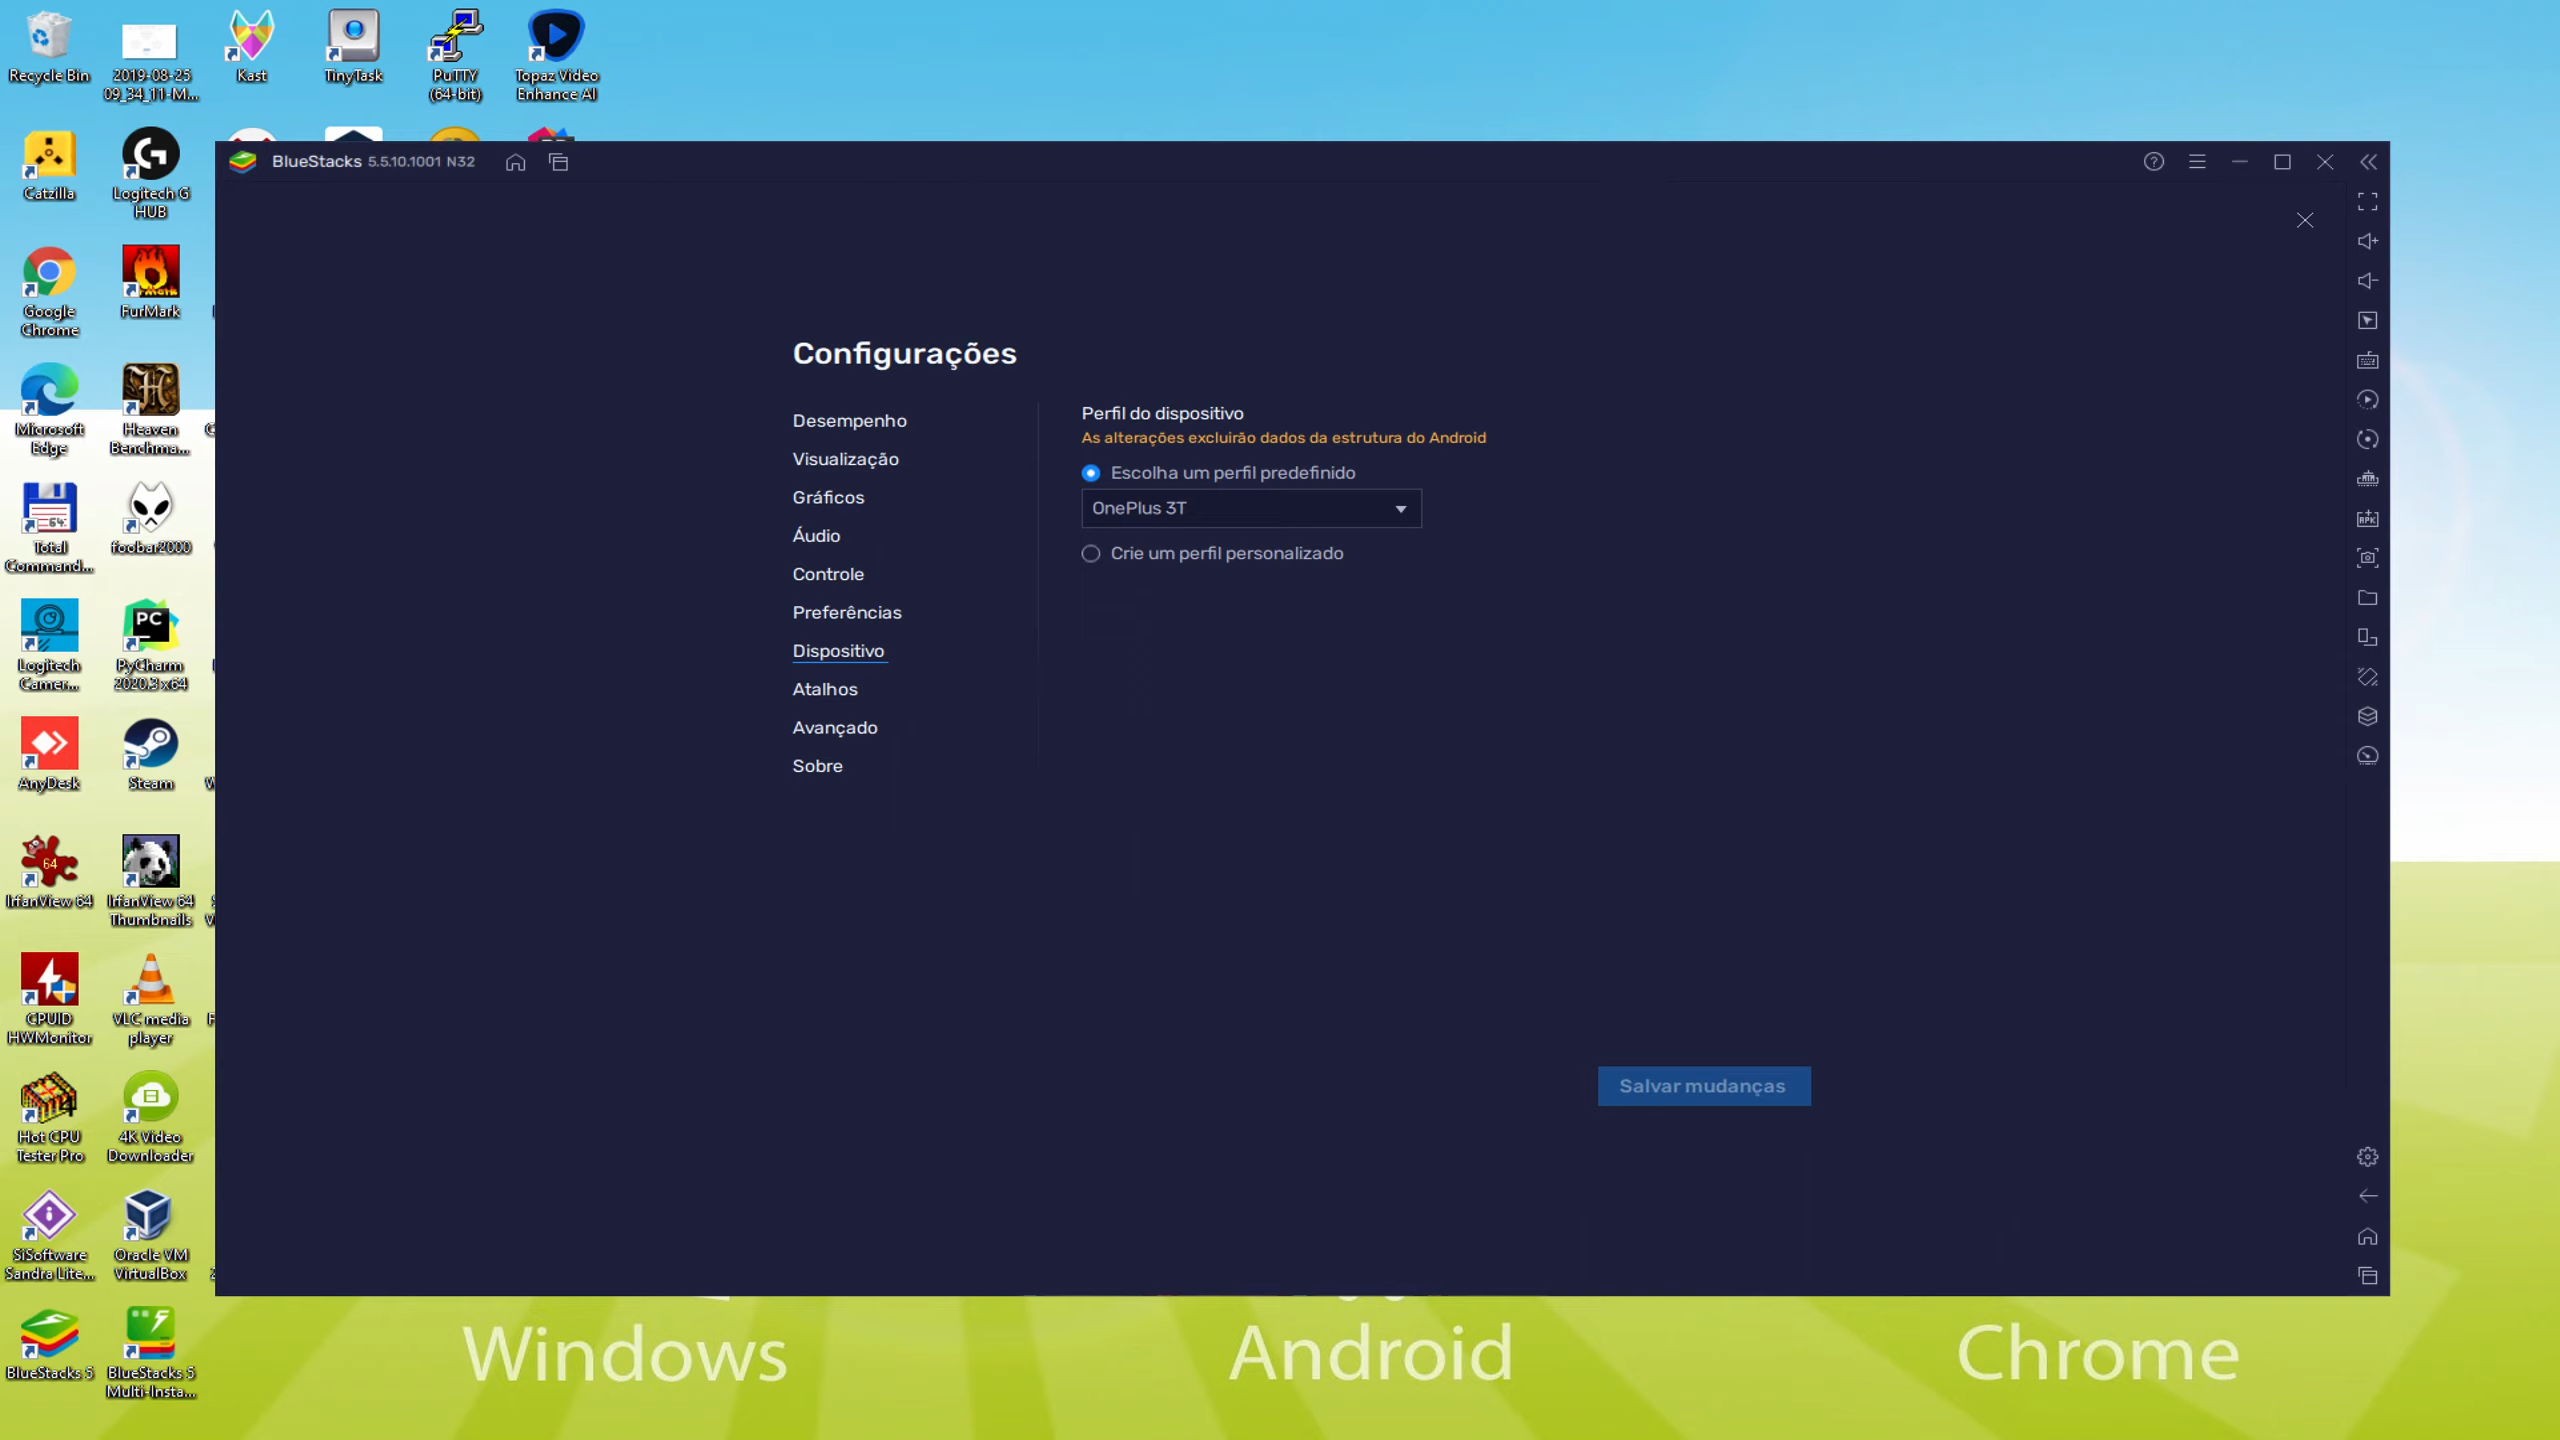 Recycle Bin
2019-08-25
09_34_11-M...
Kast
TinyTask
PuTTY
(64-bit)
Topaz Video
Enhance AI
Catzilla
Logitech G
HUB
BlueStacks 5.5.10.1001 N32
Google
Chrome
FurMark
Microsoft
Edge
Heaven
Benchma...
Total
Command...
foobar2000
Logitech
Camer...
PyCharm
2020.3 x64
AnyDesk
Steam
IrfanView 64
IrfanView 64
Thumbnails
CPUID
HWMonitor
VLC media
player
Hot CPU
Tester Pro
4K Video
Downloader
SiSoftware
Sandra Lite...
Oracle VM
VirtualBox
BlueStacks 5
BlueStacks 5
Multi-Insta...
Configurações
Desempenho
Visualização
Gráficos
Áudio
Controle
Preferências
Dispositivo
Atalhos
Avançado
Sobre
Perfil do dispositivo
As alterações excluirão dados da estrutura do Android
Escolha um perfil predefinido
OnePlus 3T
Crie um perfil personalizado
Salvar mudanças
Windows
Android
Chrome